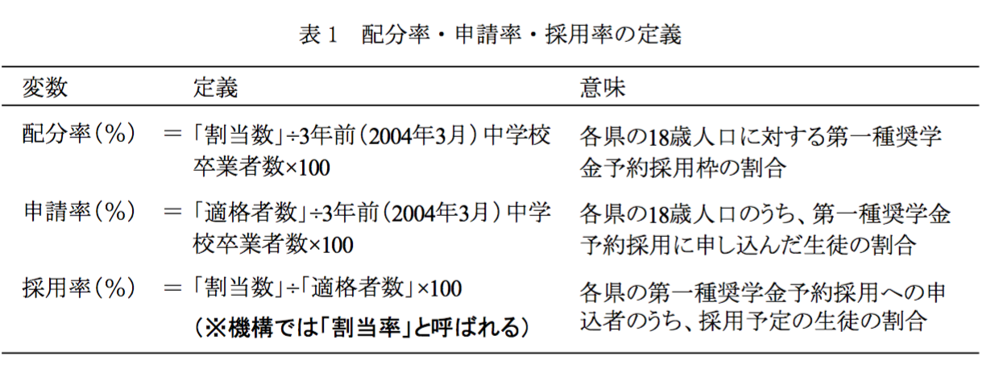 表1 配分率・申請率・採用率の定義
変数 定義 意味
配分率(%) =「割当数」÷3年前(2004年3月)中学校 各県の18歳人口に対する第一種奨学
卒業者数×100 金予約採用枠の割合
申請率(%) =「適格者数」÷3年前(2004年3月)中学 各県の18歳人口のうち、第一種奨学金
校卒業者数×100 予約採用に申し込んだ生徒の割合
採用率(%) =「割当数」÷「適格者数」×100 各県の第一種奨学金予約採用への申
(※機構では「割当率」と呼ばれる) 込者のうち、採用予定の生徒の割合